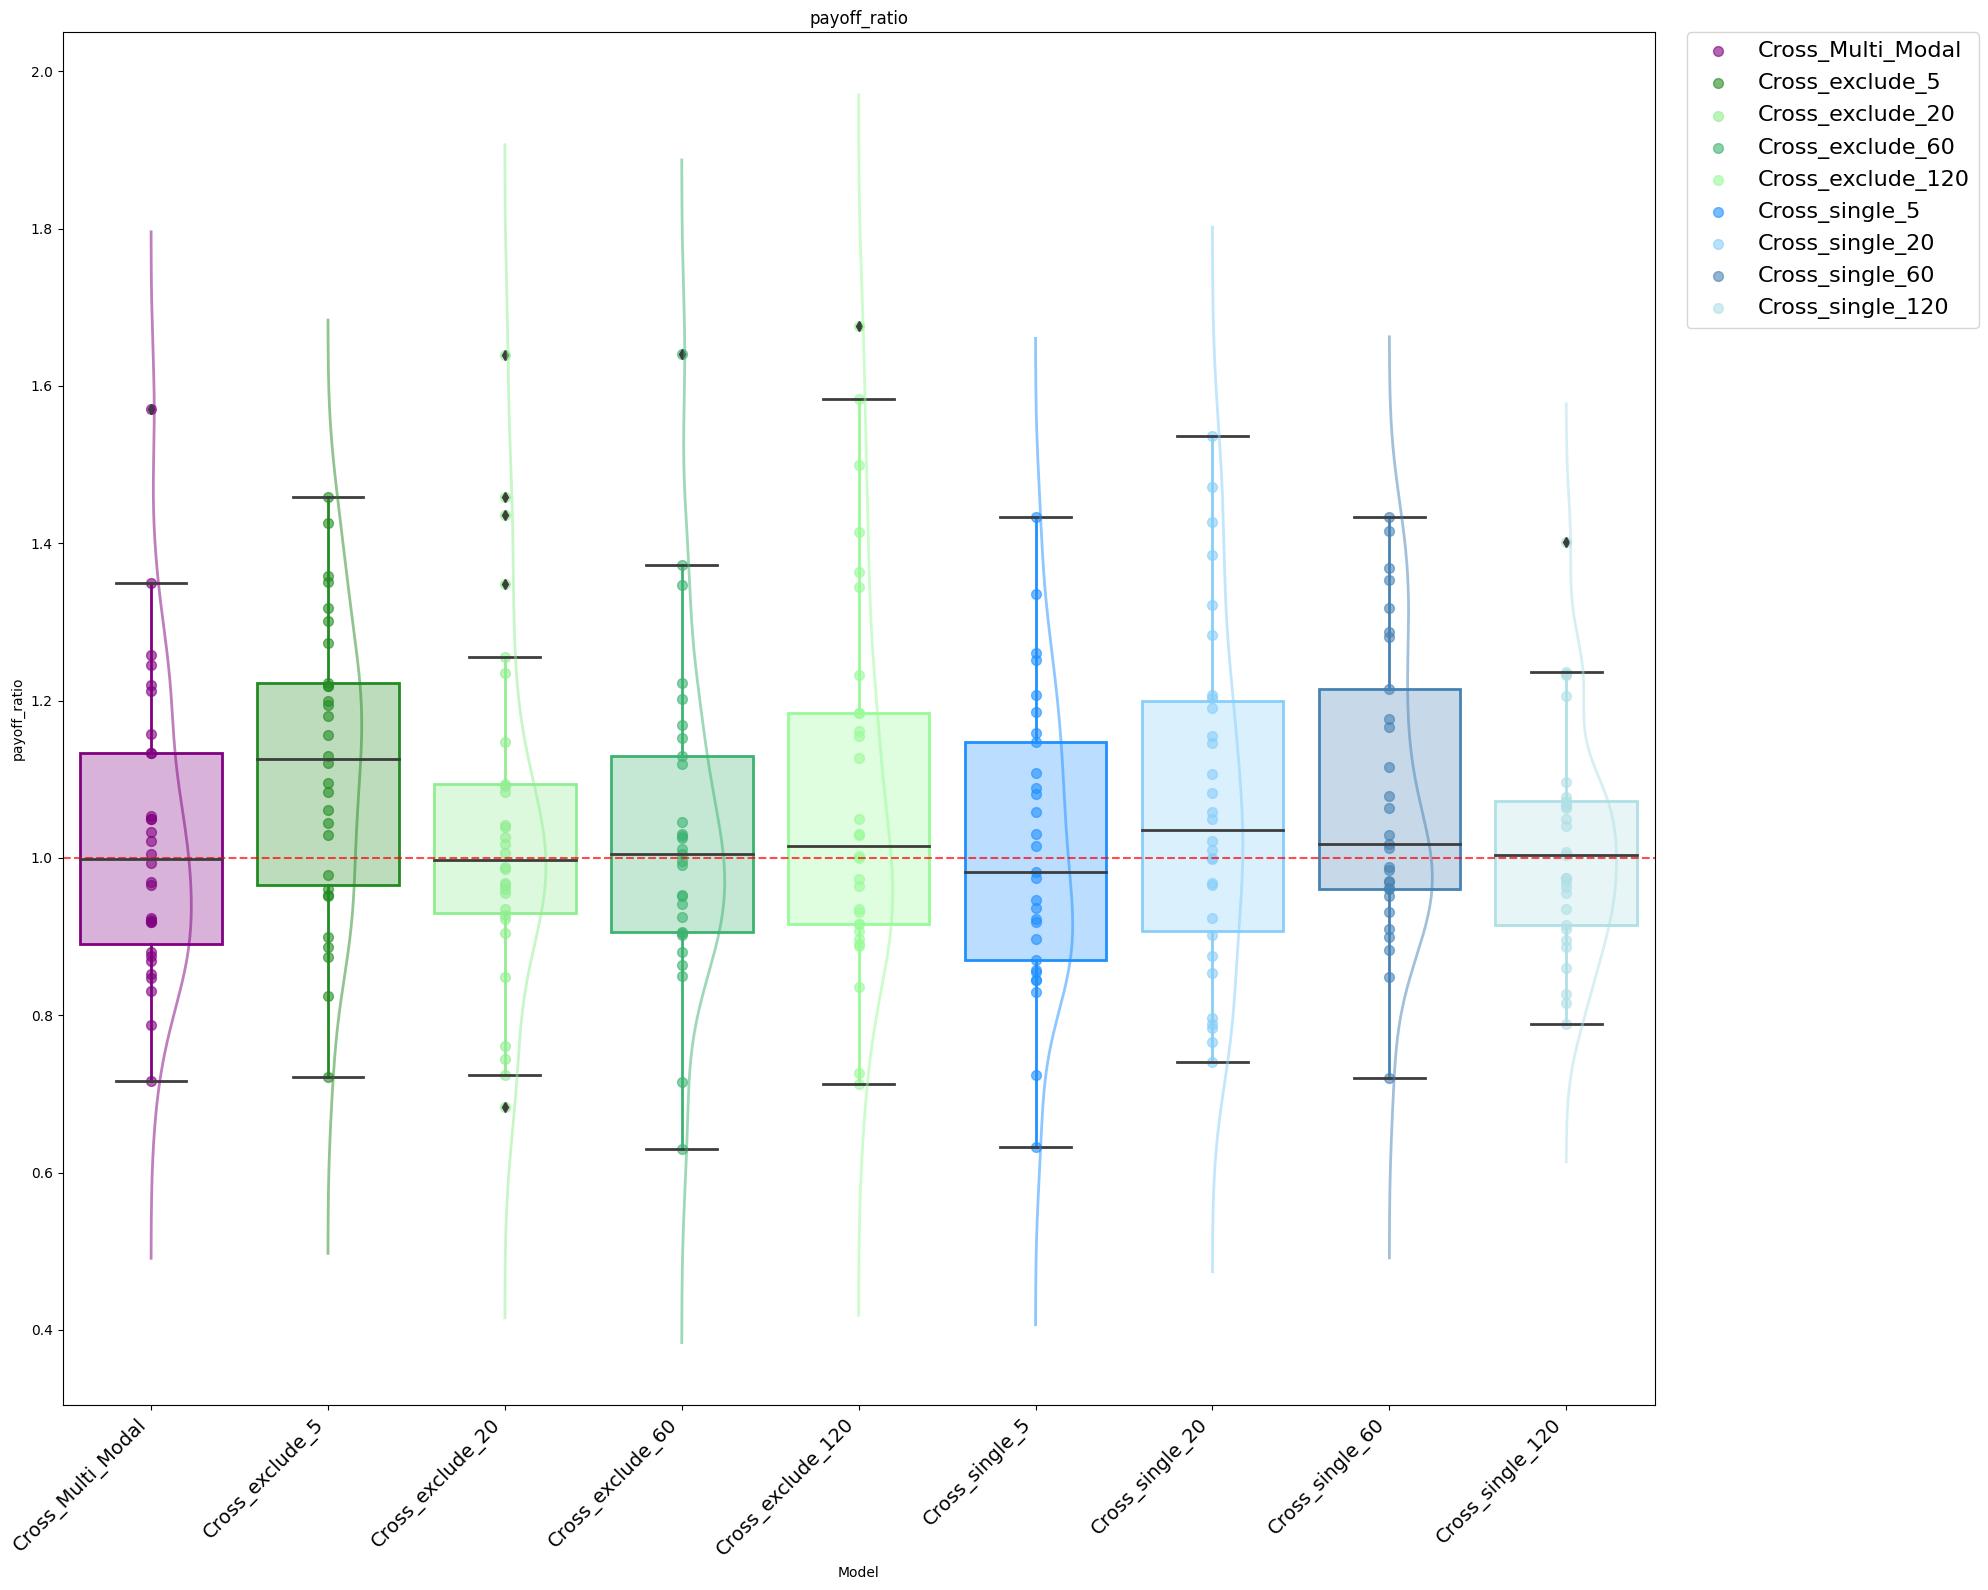 payoff_ratio
Cross_Multi_Modal
Cross_exclude_5
Cross_exclude_20
Cross_exclude_60
Cross_exclude_120
Cross_single_5
Cross_single_20
Cross_single_60
Cross_single_120
payoff_ratio
2.0
1.8
1.6
1.4
1.2
1.0
0.8
0.6
0.4
Cross_Multi_Modal
Cross_exclude_5
Cross_exclude_20
Cross_exclude_60
Cross_exclude_120
Cross_single_5
Cross_single_20
Cross_single_60
Cross_single_120
Model